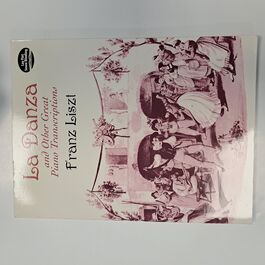 La Danza
and Other Great
Piano Transcriptions
Franz Liszt